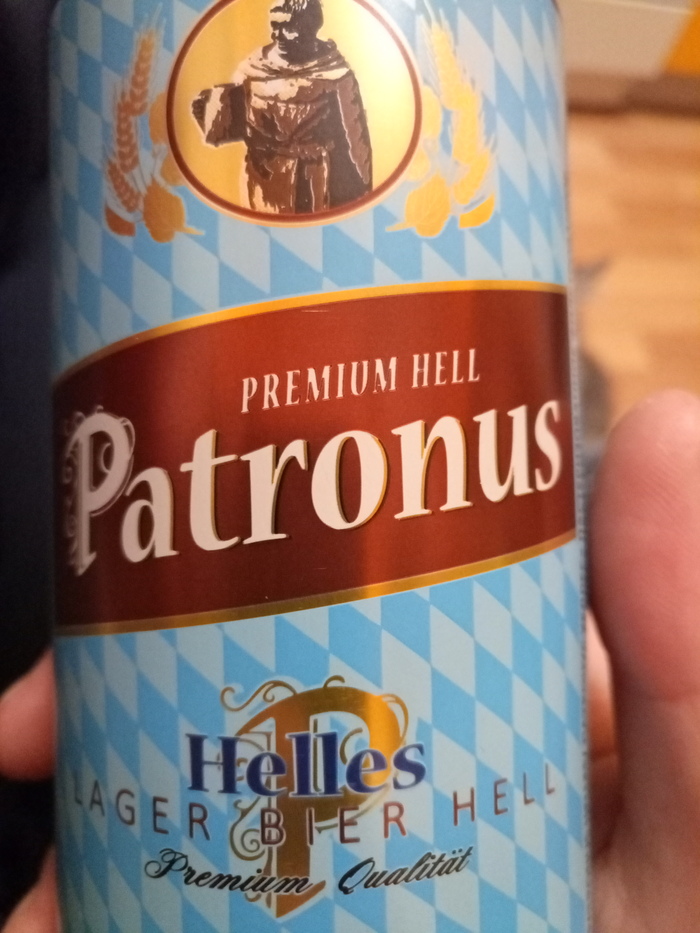 PREMIUM HELL
Patronus
Helles
LAGER BIER HELL
Premium Qualität